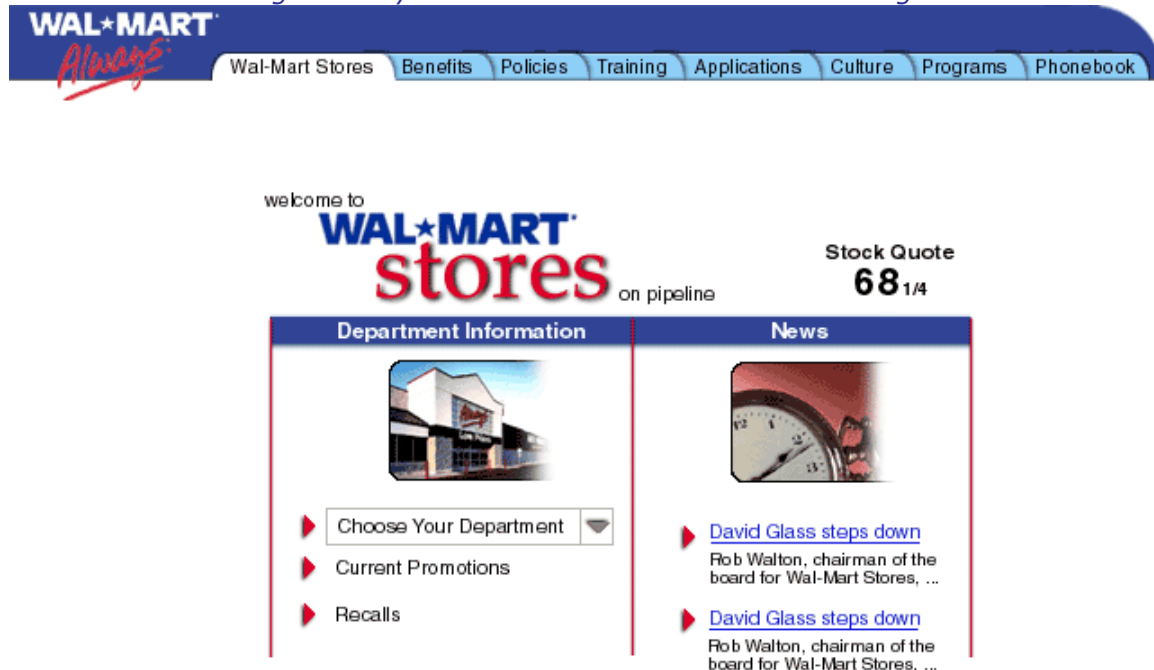 WAL★MART
Always.
Wal-Mart Stores Benefits Policies Training Applications Culture Programs Phonebook
welcome to
WAL★MART
stores on pipeline
Stock Quote
68 1/4
Department Information
News
Always
Choose Your Department
Current Promotions
Recalls
David Glass steps down
Rob Walton, chairman of the
board for Wal-Mart Stores, ...
David Glass steps down
Rob Walton, chairman of the
board for Wal-Mart Stores, ...